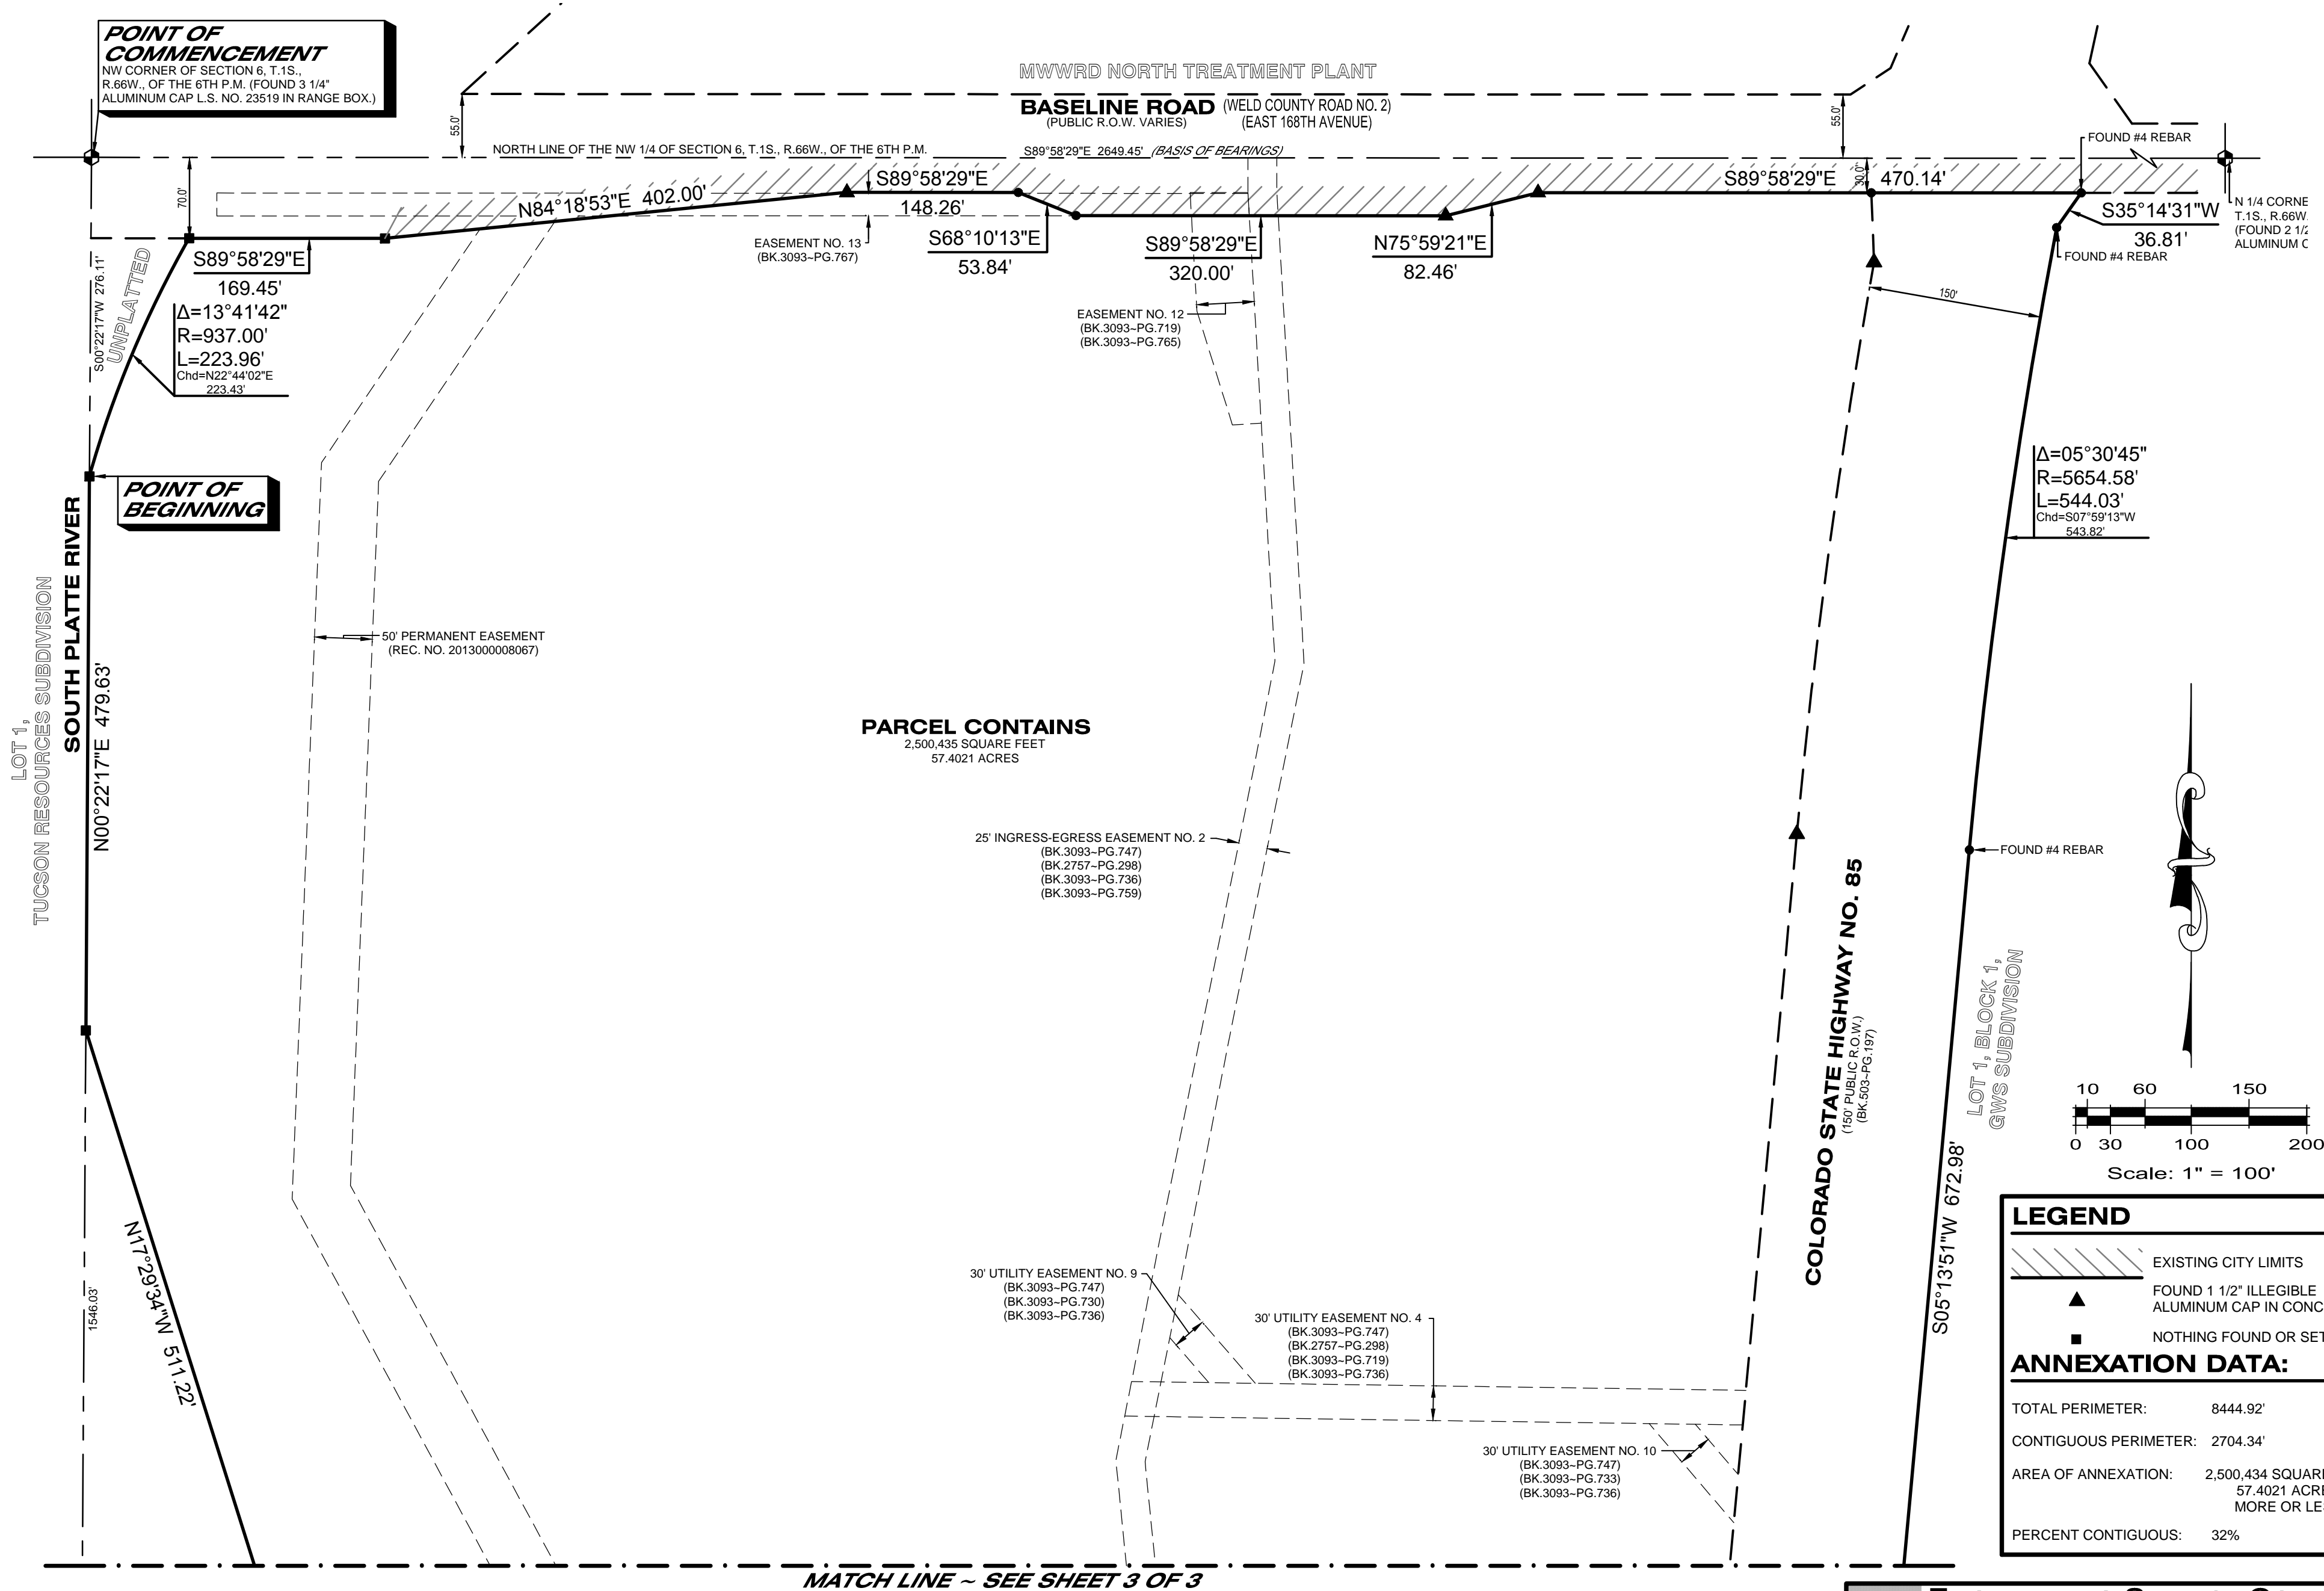 POINT OF
COMMENCEMENT
NW CORNER OF SECTION 6, T.1S.,
R.66W., OF THE 6TH P.M. (FOUND 3 1/4"
ALUMINUM CAP L.S. NO. 23519 IN RANGE BOX.)
MWWRD NORTH TREATMENT PLANT
BASELINE ROAD (WELD COUNTY ROAD NO. 2)
(PUBLIC R.O.W. VARIES) (EAST 168TH AVENUE)
55.0'
55.0'
NORTH LINE OF THE NW 1/4 OF SECTION 6, T.1S., R.66W., OF THE 6TH P.M.
S89°58'29"E 2649.45' (BASIS OF BEARINGS)
FOUND #4 REBAR
70.0'
30.0'
N84°18'53"E 402.00'
S89°58'29"E
148.26'
S89°58'29"E 470.14'
N 1/4 CORNE
T.1S., R.66W.
(FOUND 2 1/2
ALUMINUM C
S35°14'31"W
36.81'
FOUND #4 REBAR
S89°58'29"E
169.45'
EASEMENT NO. 13
(BK.3093~PG.767)
S68°10'13"E
53.84'
S89°58'29"E
320.00'
N75°59'21"E
82.46'
S00°22'17"W 276.11'
UNPLATTED
Δ=13°41'42"
R=937.00'
L=223.96'
Chd=N22°44'02"E
223.43'
EASEMENT NO. 12
(BK.3093~PG.719)
(BK.3093~PG.765)
150'
Δ=05°30'45"
R=5654.58'
L=544.03'
Chd=S07°59'13"W
543.82'
POINT OF
BEGINNING
LOT 1,
TUCSON RESOURCES SUBDIVISION
SOUTH PLATTE RIVER
N00°22'17"E 479.63'
50' PERMANENT EASEMENT
(REC. NO. 2013000008067)
PARCEL CONTAINS
2,500,435 SQUARE FEET
57.4021 ACRES
25' INGRESS-EGRESS EASEMENT NO. 2
(BK.3093~PG.747)
(BK.2757~PG.298)
(BK.3093~PG.736)
(BK.3093~PG.759)
FOUND #4 REBAR
COLORADO STATE HIGHWAY NO. 85
(150' PUBLIC R.O.W.)
(BK.503~PG.197)
LOT 1, BLOCK 1,
GWS SUBDIVISION
S05°13'51"W 672.98'
10 60 150
0 30 100 200
Scale: 1" = 100'
N17°29'34"W 511.22'
1546.03'
30' UTILITY EASEMENT NO. 9
(BK.3093~PG.747)
(BK.3093~PG.730)
(BK.3093~PG.736)
30' UTILITY EASEMENT NO. 4
(BK.3093~PG.747)
(BK.2757~PG.298)
(BK.3093~PG.719)
(BK.3093~PG.736)
30' UTILITY EASEMENT NO. 10
(BK.3093~PG.747)
(BK.3093~PG.733)
(BK.3093~PG.736)
LEGEND
EXISTING CITY LIMITS
FOUND 1 1/2" ILLEGIBLE
ALUMINUM CAP IN CONC
NOTHING FOUND OR SET
ANNEXATION DATA:
TOTAL PERIMETER: 8444.92'
CONTIGUOUS PERIMETER: 2704.34'
AREA OF ANNEXATION: 2,500,434 SQUAR
57.4021 ACRE
MORE OR LE
PERCENT CONTIGUOUS: 32%
MATCH LINE ~ SEE SHEET 3 OF 3